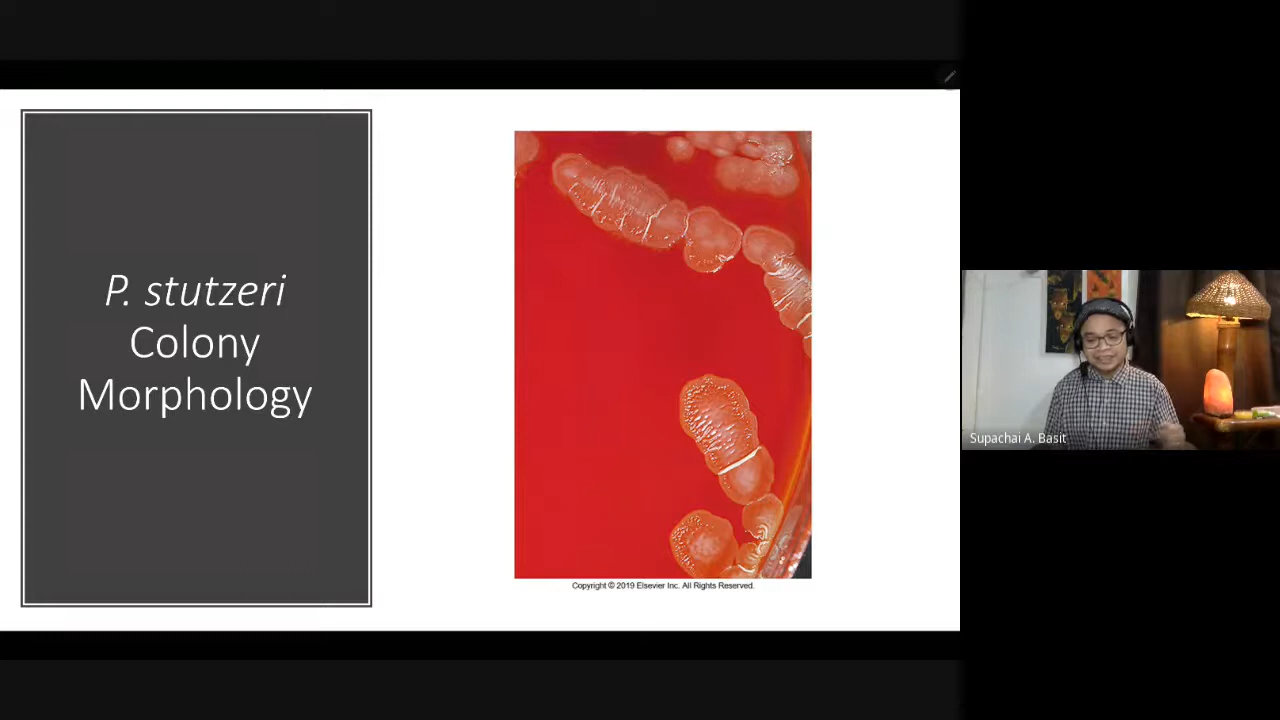 P. stutzeri
Colony
Morphology
Copyright © 2019 Elsevier Inc. All Rights Reserved.
Supachai A. Basit